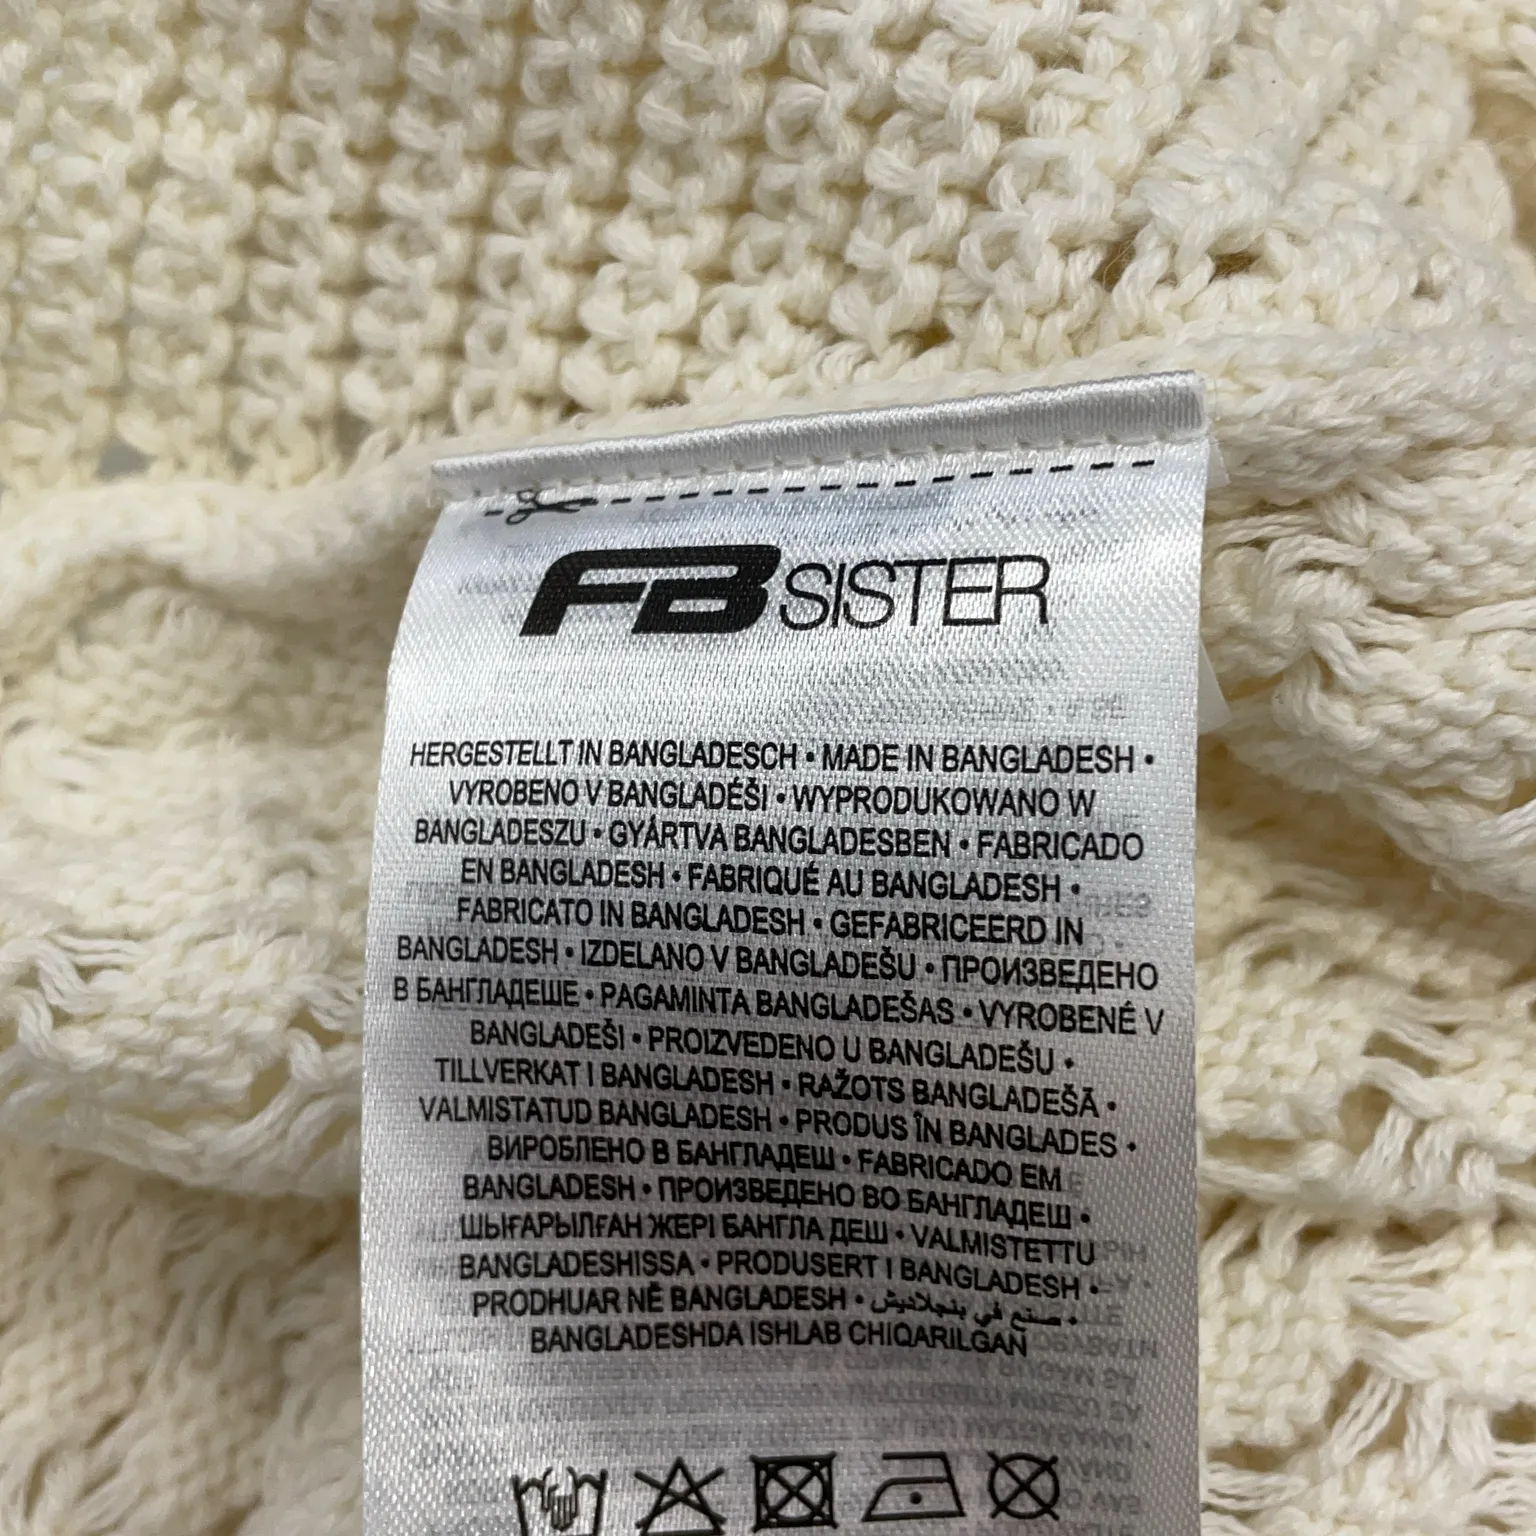 FB SISTER
HERGESTELLT IN BANGLADESCH • MADE IN BANGLADESH •
VYROBENO V BANGLADÉŠI • WYPRODUKOWANO W
BANGLADESZU • GYÁRTVA BANGLADESBEN • FABRICADO
EN BANGLADESH • FABRIQUÉ AU BANGLADESH •
FABRICATO IN BANGLADESH • GEFABRICEERD IN
BANGLADESH • IZDELANO V BANGLADEŠU • ПРОИЗВЕДЕНО
В БАНГЛАДЕШЕ • PAGAMINTA BANGLADEŠAS • VYROBENÉ V
BANGLADEŠI • PROIZVEDENO U BANGLADEŠU •
TILLVERKAT I BANGLADESH • RAŽOTS BANGLADEŠĀ •
VALMISTATUD BANGLADESH • PRODUS ÎN BANGLADES •
ВИРОБЛЕНО В БАНГЛАДЕШ • FABRICADO EM
BANGLADESH • ПРОИЗВЕДЕНО ВО БАНГЛАДЕШ •
ШЫҒАРЫЛҒАН ЖЕРІ БАНГЛА ДЕШ • VALMISTETTU
BANGLADESHISSA • PRODUSERT I BANGLADESH •
PRODHUAR NË BANGLADESH • صنع في بنجلاديش •
BANGLADESHDA ISHLAB CHIQARILGAN